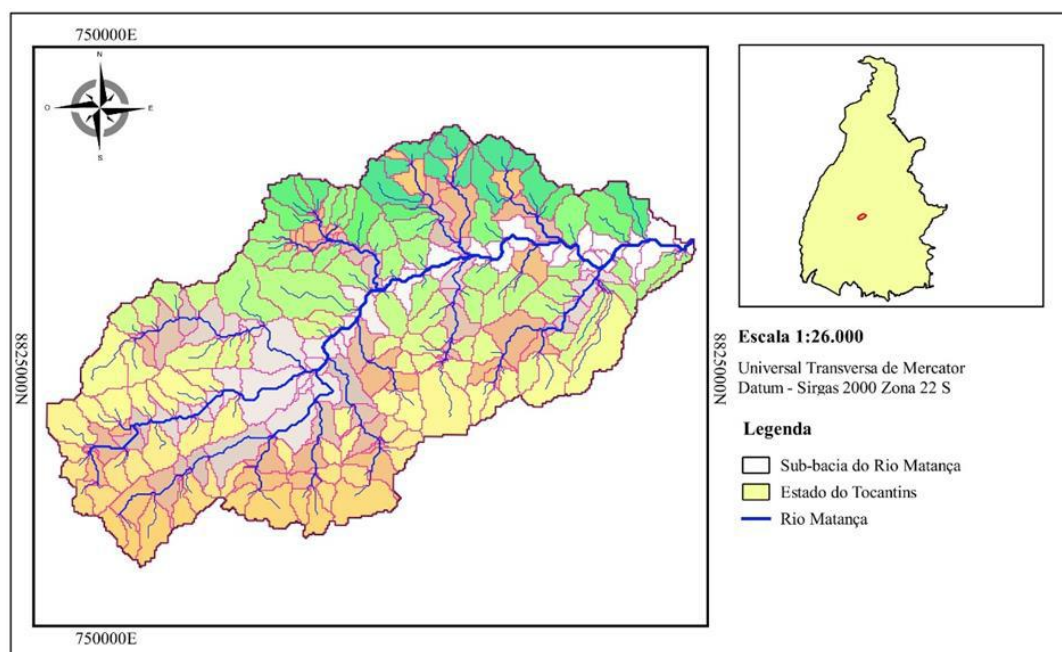 750000E
N
O
E
S
8825000N
8825000N
750000E
Escala 1:26.000
Universal Transversa de Mercator
Datum - Sirgas 2000 Zona 22 S
Legenda
Sub-bacia do Rio Matança
Estado do Tocantins
Rio Matança